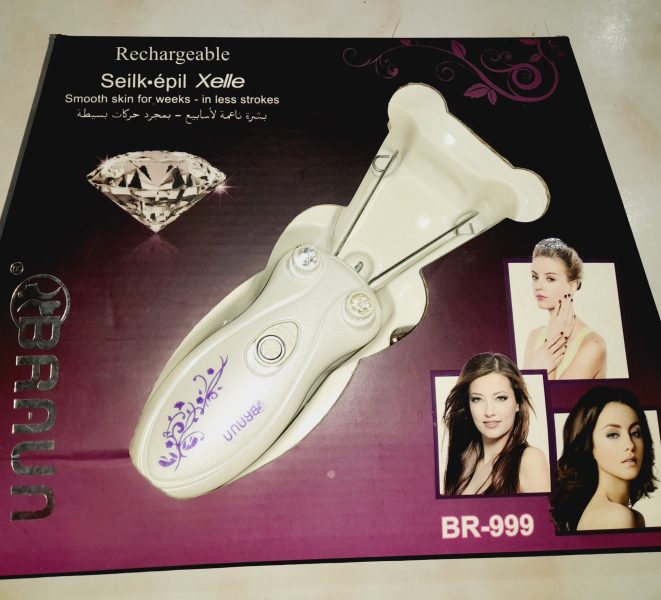 Rechargeable
Seilk•épil Xelle
Smooth skin for weeks - in less strokes
بشرة ناعمة لأسابيع - بمجرد حركات بسيطة
BRAUN®
BRAUN
BR-999